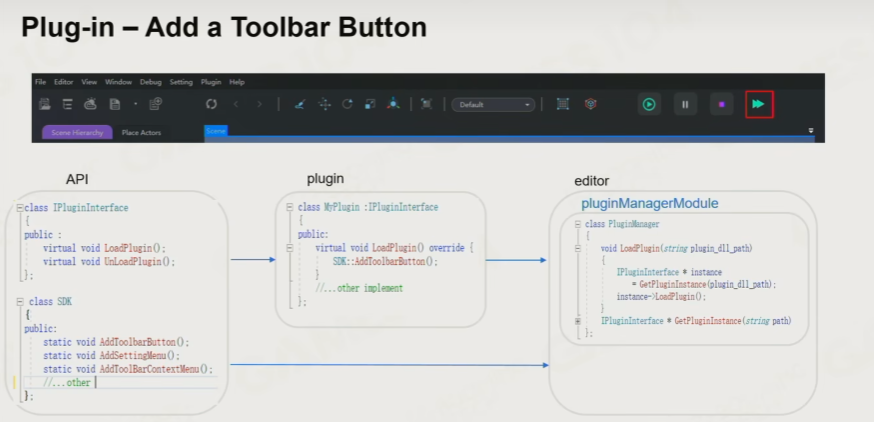 Plug-in – Add a Toolbar Button
File Editor View Window Debug Setting Plugin Help
Default
Scene Hierarchy Place Actors Scene
API
class IPluginInterface
{
public :
virtual void LoadPlugin();
virtual void UnLoadPlugin();
};
class SDK
{
public:
static void AddToolbarButton();
static void AddSettingMenu();
static void AddToolBarContextMenu();
//...other
};
plugin
class MyPlugin :IPluginInterface
{
public:
virtual void LoadPlugin() override {
SDK::AddToolbarButton();
}
//...other implement
};
editor
pluginManagerModule
class PluginManager
{
void LoadPlugin(string plugin_dll_path)
{
IPluginInterface * instance
= GetPluginInstance(plugin_dll_path);
instance->LoadPlugin();
}
IPluginInterface * GetPluginInstance(string path)
};